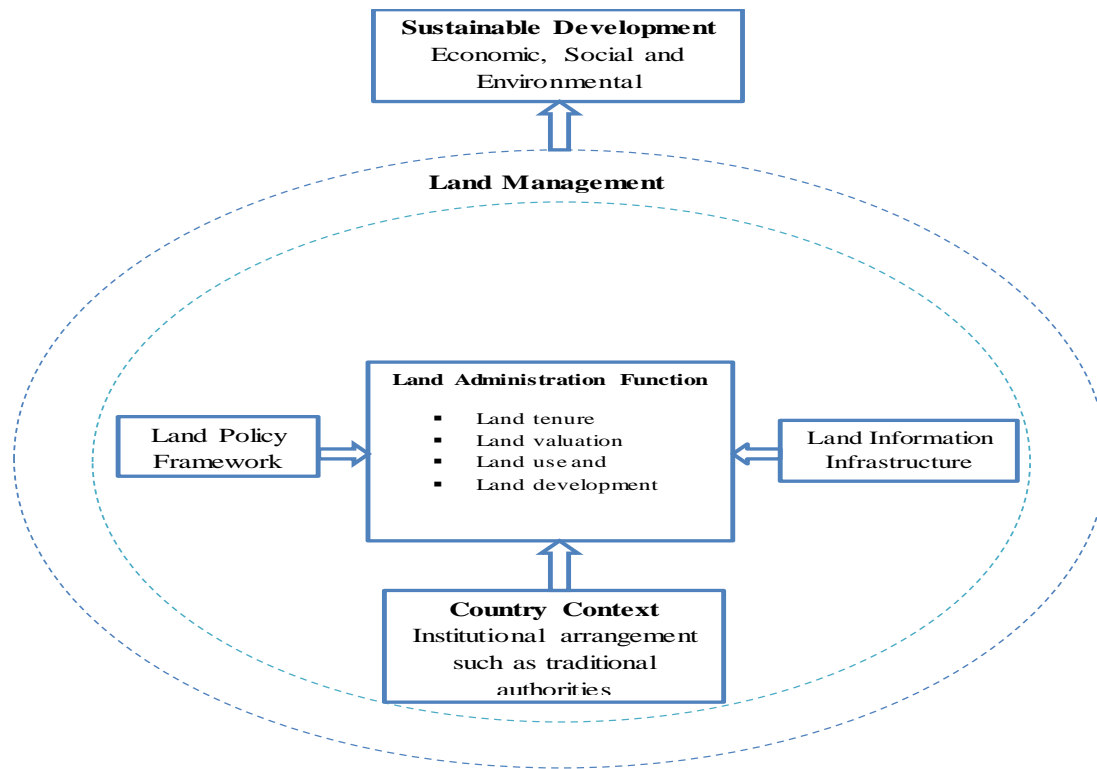 Sustainable Development
Economic, Social and
Environmental
Land Management
Land Administration Function
▪ Land tenure
▪ Land valuation
▪ Land use and
▪ Land development
Land Policy
Framework
Land Information
Infrastructure
Country Context
Institutional arrangement
such as traditional
authorities